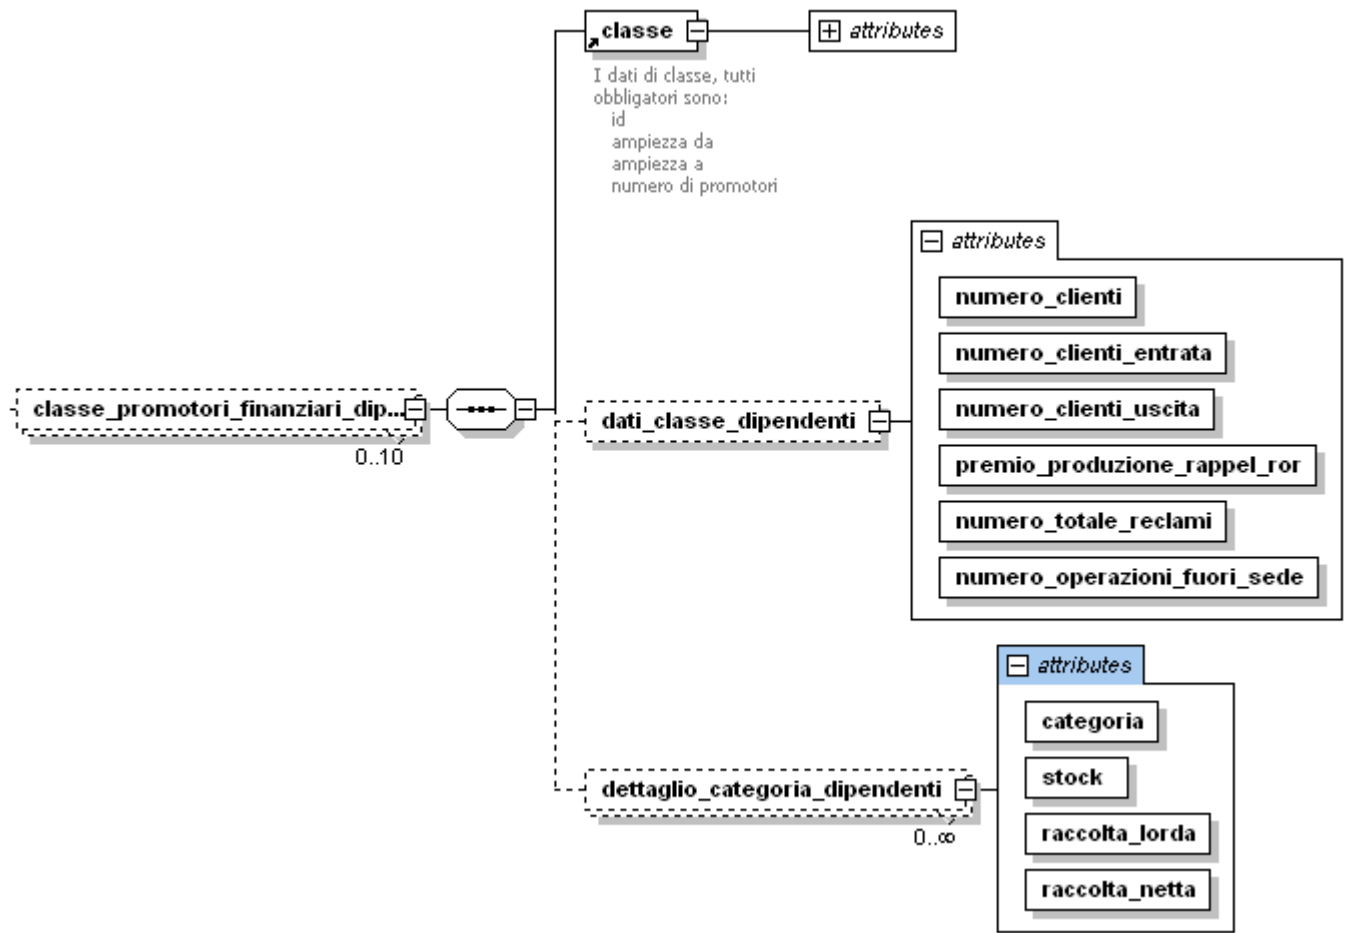 classe
attributes
I dati di classe, tutti
obbligatori sono:
id
ampiezza da
ampiezza a
numero di promotori
attributes
numero_clienti
numero_clienti_entrata
classe_promotori_finanziari_dip...
0..10
numero_clienti_uscita
dati_classe_dipendenti
premio_produzione_rappel_ror
numero_totale_reclami
numero_operazioni_fuori_sede
attributes
categoria
stock
dettaglio_categoria_dipendenti
0..∞
raccolta_lorda
raccolta_netta